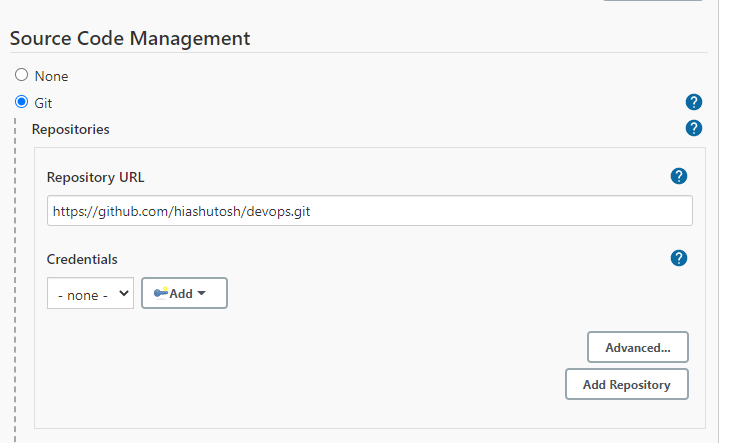 Source Code Management
None
Git
?
Repositories
?
Repository URL
?
https://github.com/hiashutosh/devops.git
Credentials
?
- none -
Add
Advanced...
Add Repository